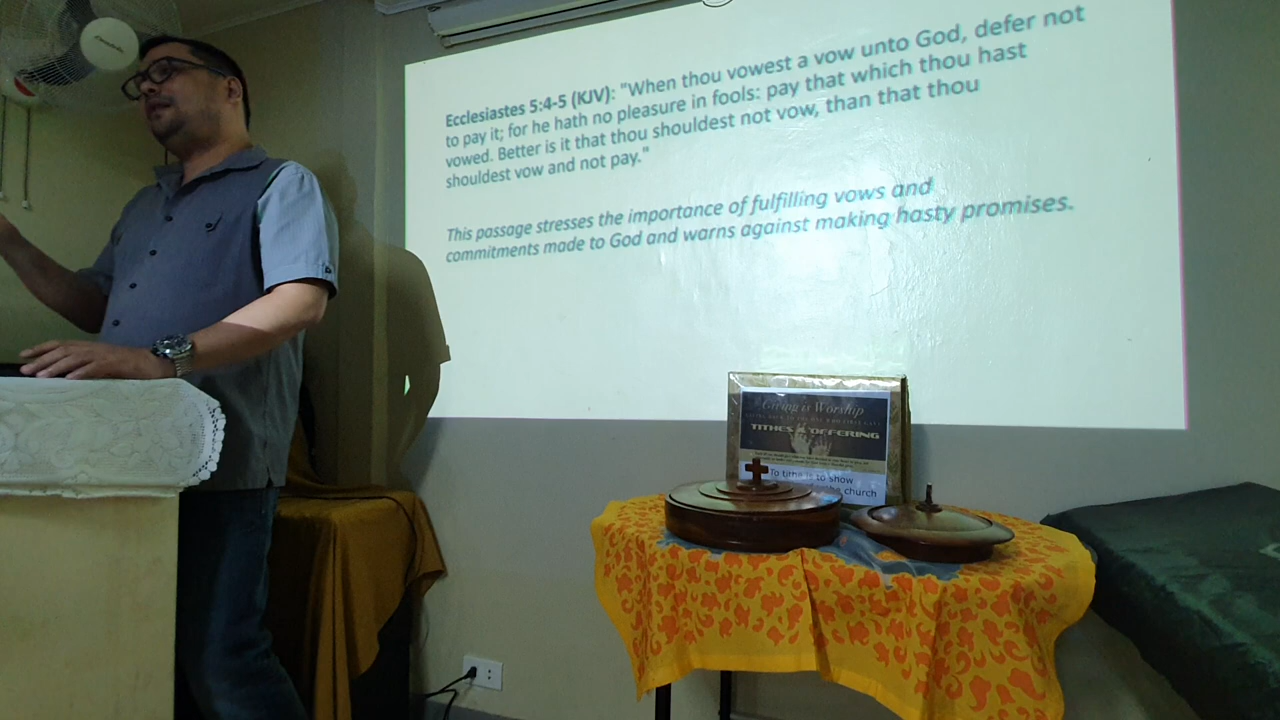 Ecclesiastes 5:4-5 (KJV): "When thou vowest a vow unto God, defer not
to pay it; for he hath no pleasure in fools: pay that which thou hast
vowed. Better is it that thou shouldest not vow, than that thou
shouldest vow and not pay."
This passage stresses the importance of fulfilling vows and
commitments made to God and warns against making hasty promises.
Giving is Worship
TITHES & OFFERING
To tithe is to show
the church